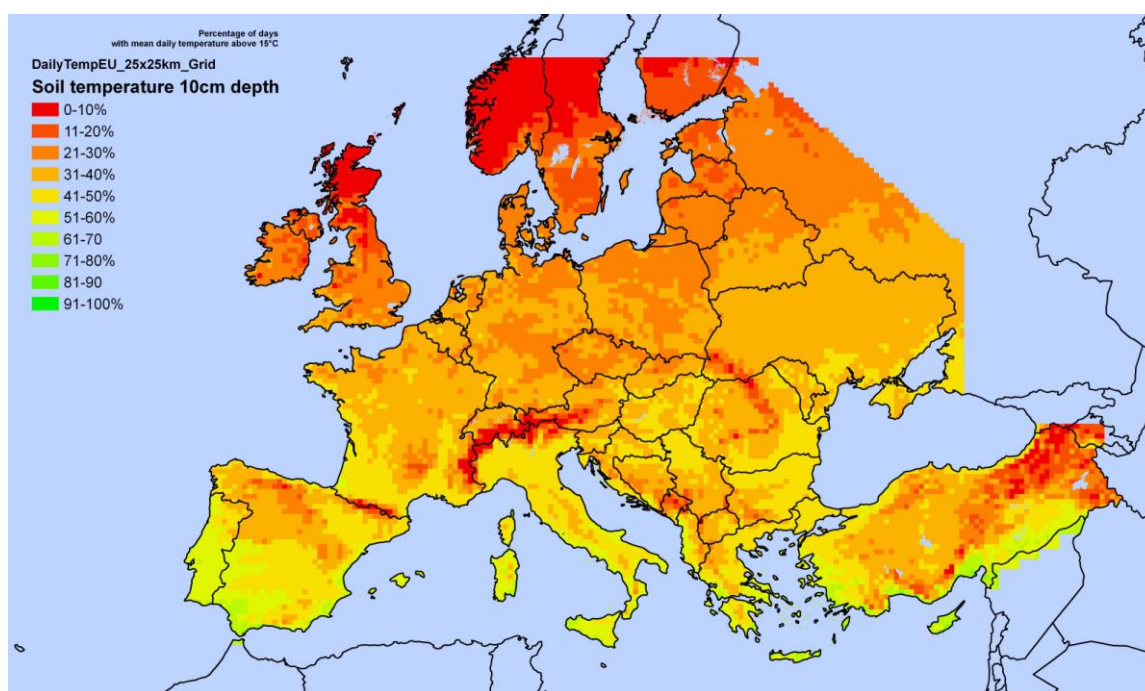 Percentage of days
with mean daily temperature above 15°C
DailyTempEU_25x25km_Grid
Soil temperature 10cm depth
0-10%
11-20%
21-30%
31-40%
41-50%
51-60%
61-70
71-80%
81-90
91-100%